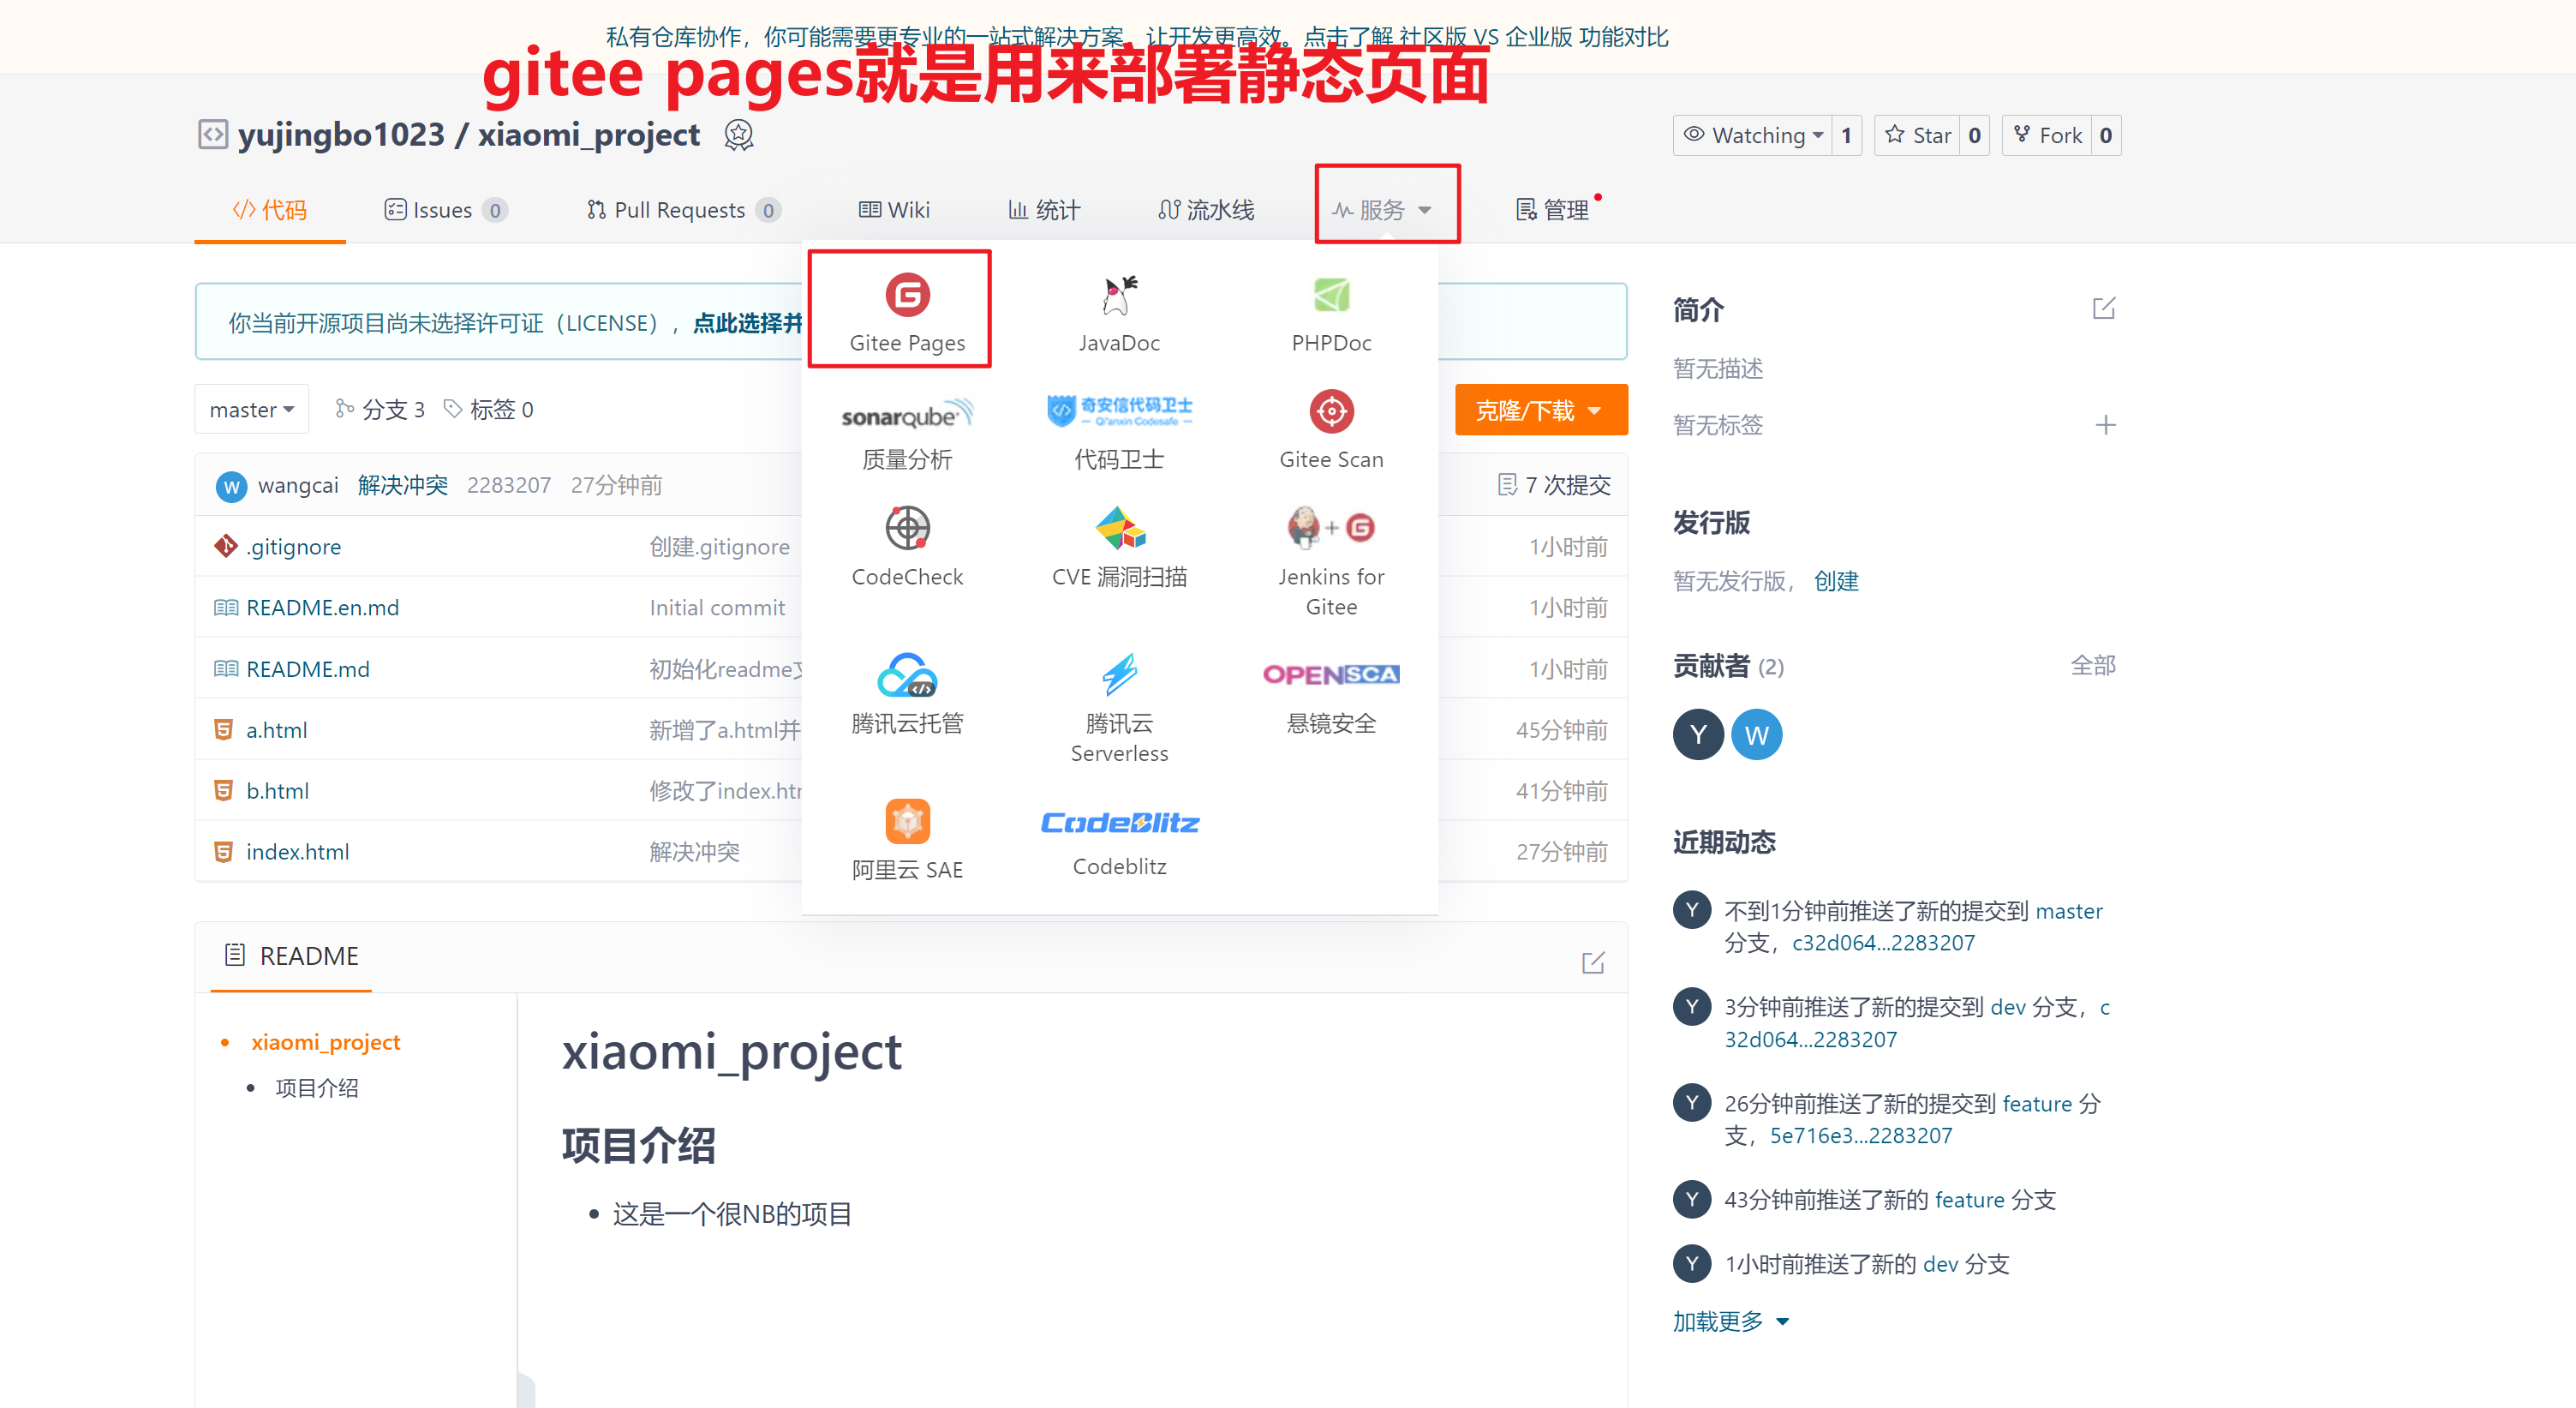 私有仓库协作，你可能需要更专业的一站式解决方案，让开发更高效。点击了解 社区版 VS 企业版 功能对比
gitee pages就是用来部署静态页面
yujingbo1023 / xiaomi_project
Watching 1 Star 0 Fork 0
代码 Issues 0 Pull Requests 0 Wiki 统计 流水线 服务 管理
你当前开源项目尚未选择许可证（LICENSE），点此选择并
Gitee Pages JavaDoc PHPDoc
sonarqube 奇安信代码卫士
Qi'anxin Codesafe
质量分析 代码卫士 Gitee Scan
CodeCheck CVE 漏洞扫描 Jenkins for
Gitee
OPENSCA
腾讯云托管 腾讯云
Serverless
悬镜安全
CodeBlitz
阿里云 SAE Codeblitz
master 分支 3 标签 0 克隆/下载
wangcai 解决冲突 2283207 27分钟前 7 次提交
.gitignore 创建.gitignore 1小时前
README.en.md Initial commit 1小时前
README.md 初始化readme 1小时前
a.html 新增了a.html并 45分钟前
b.html 修改了index.ht 41分钟前
index.html 解决冲突 27分钟前
README
xiaomi_project
项目介绍
xiaomi_project
项目介绍
这是一个很NB的项目
简介
暂无描述
暂无标签
发行版
暂无发行版， 创建
贡献者 (2) 全部
Y W
近期动态
Y 不到1分钟前推送了新的提交到 master
分支，c32d064...2283207
Y 3分钟前推送了新的提交到 dev 分支，c
32d064...2283207
Y 26分钟前推送了新的提交到 feature 分
支，5e716e3...2283207
Y 43分钟前推送了新的 feature 分支
Y 1小时前推送了新的 dev 分支
加载更多